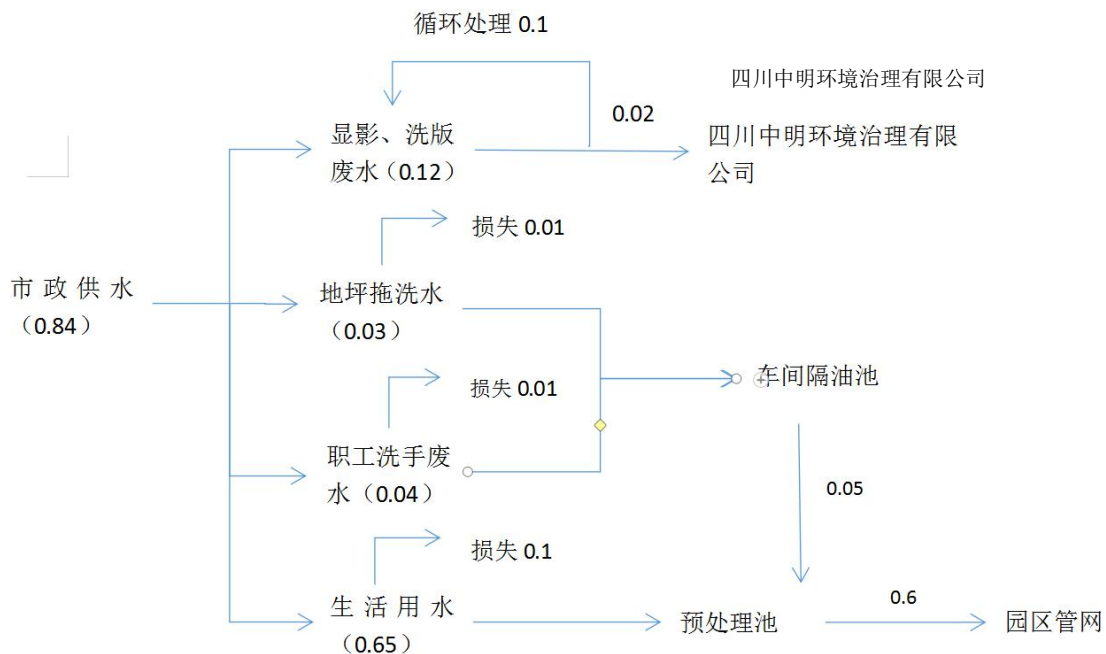 循环处理 0.1
四川中明环境治理有限公司
0.02
显影、洗版
废水（0.12）
四川中明环境治理有限
公司
损失 0.01
市政供水
（0.84）
地坪拖洗水
（0.03）
损失 0.01
车间隔油池
职工洗手废
水（0.04）
0.05
损失 0.1
生活用水
（0.65）
预处理池
0.6
园区管网